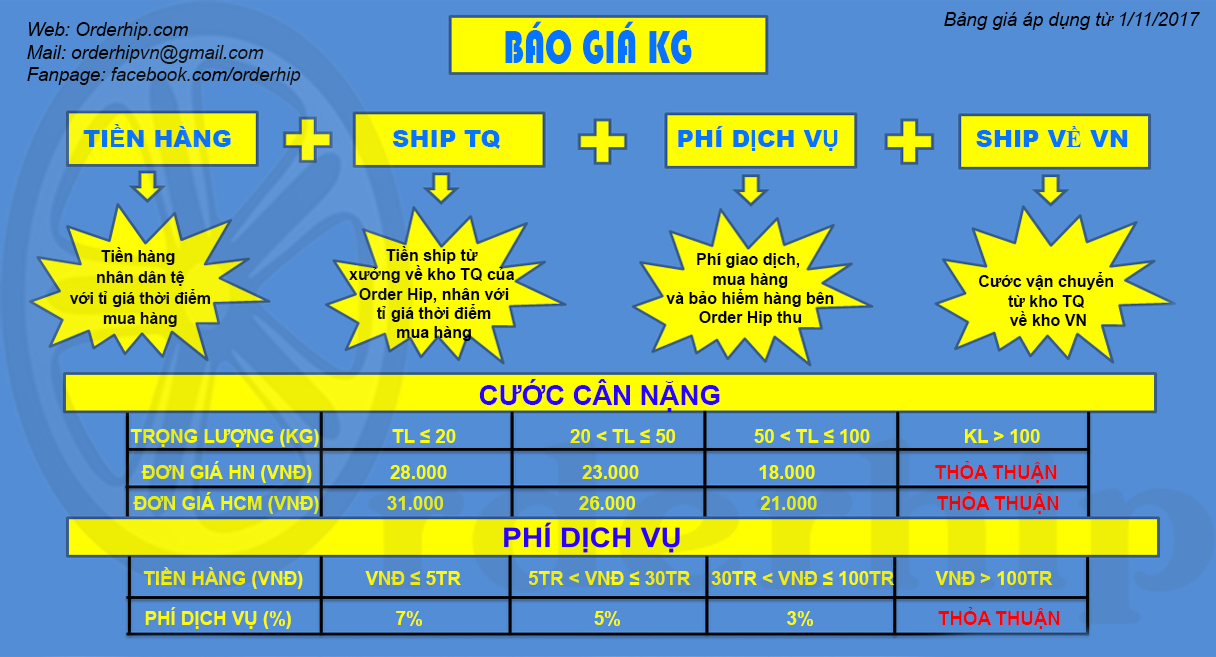 Web: Orderhip.com
Mail: orderhipvn@gmail.com
Fanpage: facebook.com/orderhip
Bảng giá áp dụng từ 1/11/2017
BÁO GIÁ KG
TIỀN HÀNG + SHIP TQ + PHÍ DỊCH VỤ + SHIP VỀ VN
Tiền hàng
nhân dân tệ
với tỉ giá thời điểm
mua hàng
Tiền ship từ
xưởng về kho TQ của
Order Hip, nhân với
tỉ giá thời điểm
mua hàng
Phí giao dịch,
mua hàng
và bảo hiểm hàng bên
Order Hip thu
Cước vận chuyển
từ kho TQ
về kho VN
CƯỚC CÂN NẶNG
TRỌNG LƯỢNG (KG) TL ≤ 20 20 < TL ≤ 50 50 < TL ≤ 100 KL > 100
ĐƠN GIÁ HN (VNĐ) 28.000 23.000 18.000 THỎA THUẬN
ĐƠN GIÁ HCM (VNĐ) 31.000 26.000 21.000 THỎA THUẬN
PHÍ DỊCH VỤ
TIỀN HÀNG (VNĐ) VNĐ ≤ 5TR 5TR < VNĐ ≤ 30TR 30TR < VNĐ ≤ 100TR VNĐ > 100TR
PHÍ DỊCH VỤ (%) 7% 5% 3% THỎA THUẬN
orderhip